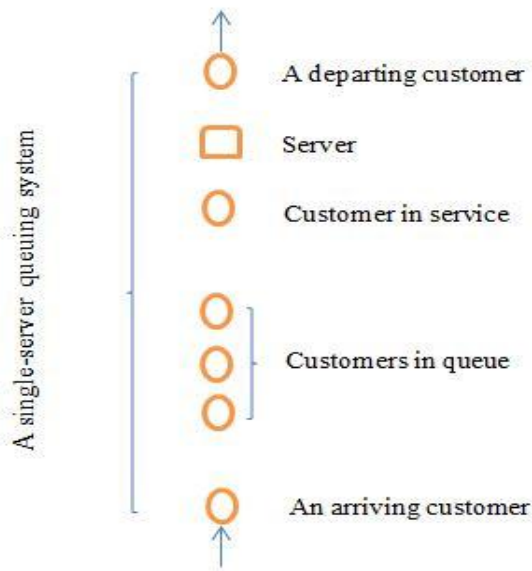 A departing customer
Server
Customer in service
A single-server queuing system
Customers in queue
An arriving customer